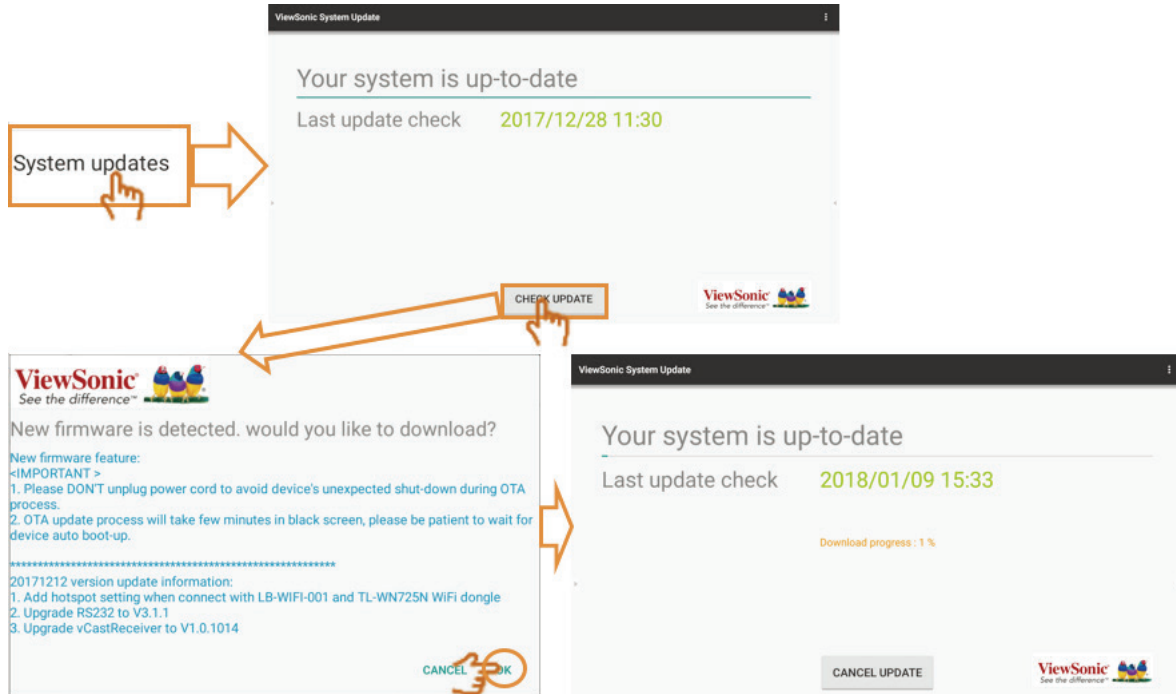 ViewSonic System Update
Your system is up-to-date
Last update check 2017/12/28 11:30
System updates
CHECK UPDATE
ViewSonic®
See the difference™
ViewSonic®
See the difference™
New firmware is detected. would you like to download?
New firmware feature:
<IMPORTANT >
1. Please DON'T unplug power cord to avoid device's unexpected shut-down during OTA
process.
2. OTA update process will take few minutes in black screen, please be patient to wait for
device auto boot-up.
***********************************************************
20171212 version update information:
1. Add hotspot setting when connect with LB-WIFI-001 and TL-WN725N WiFi dongle
2. Upgrade RS232 to V3.1.1
3. Upgrade vCastReceiver to V1.0.1014
CANCEL OK
ViewSonic System Update
Your system is up-to-date
Last update check 2018/01/09 15:33
Download progress : 1 %
CANCEL UPDATE
ViewSonic®
See the difference™